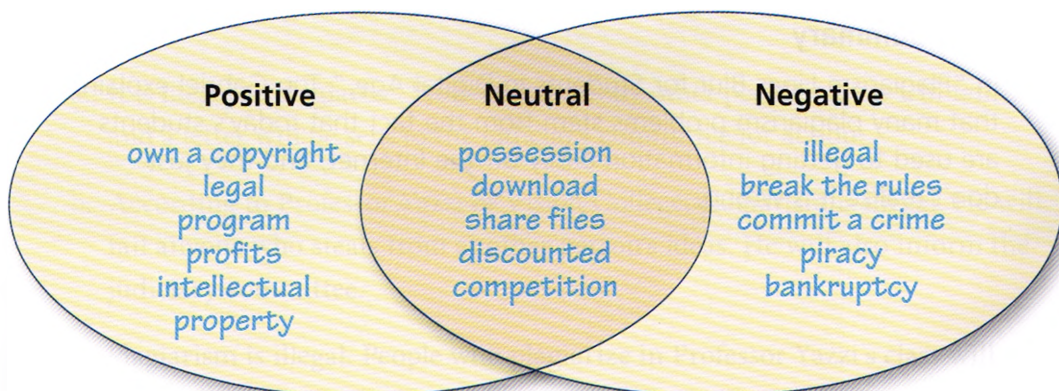 Positive
own a copyright
legal
program
profits
intellectual
property
Neutral
possession
download
share files
discounted
competition
Negative
illegal
break the rules
commit a crime
piracy
bankruptcy